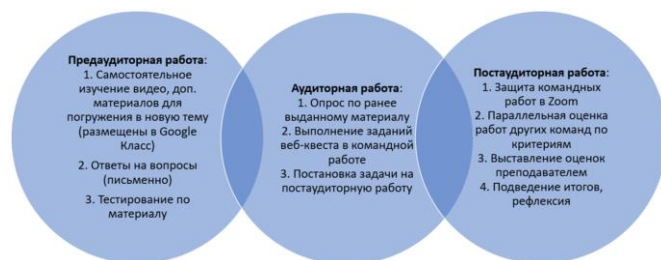 Предаудиторная работа:
1. Самостоятельное
изучение видео, доп.
материалов для
погружения в новую тему
(размещены в Google
Класс)
2. Ответы на вопросы
(письменно)
3. Тестирование по
материалу
Аудиторная работа:
1. Опрос по ранее
выданному материалу
2. Выполнение заданий
веб-квеста в командной
работе
3. Постановка задачи на
постаудиторную работу
Постаудиторная работа:
1. Защита командных
работ в Zoom
2. Параллельная оценка
работ других команд по
критериям
3. Выставление оценок
преподавателем
4. Подведение итогов,
рефлексия